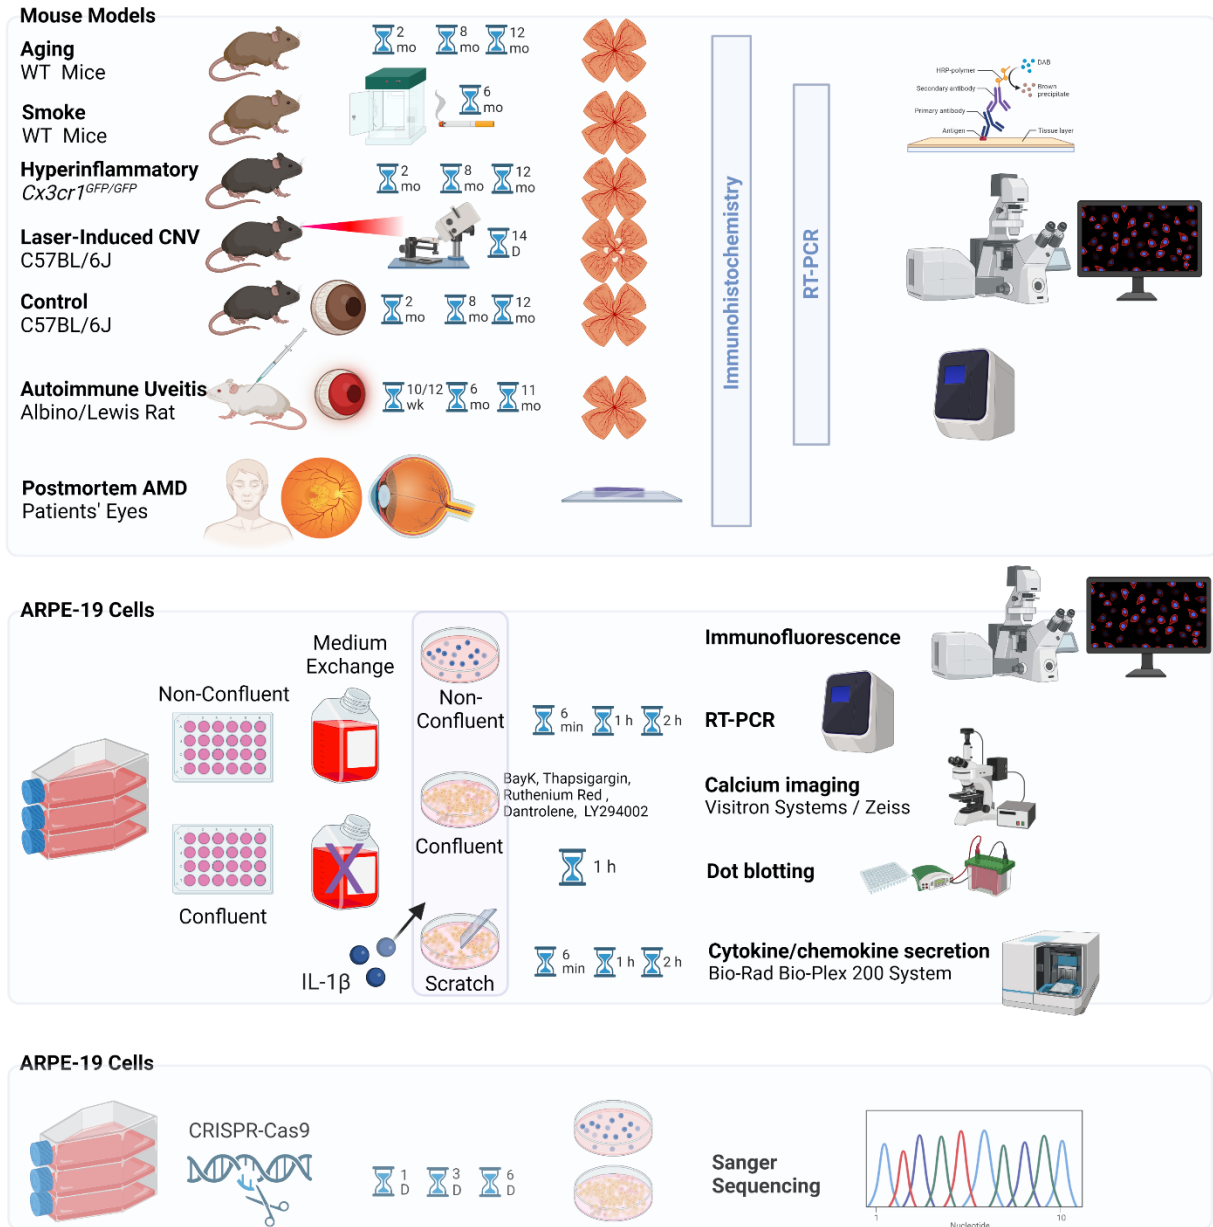 Mouse Models
Aging
WT Mice
2
mo
8
mo
12
mo
Smoke
WT Mice
6
mo
Hyperinflammatory
Cx3cr1GFP/GFP
2
mo
8
mo
12
mo
Laser-Induced CNV
C57BL/6J
14
D
Control
C57BL/6J
2
mo
8
mo
12
mo
Autoimmune Uveitis
Albino/Lewis Rat
10/12
wk
6
mo
11
mo
Postmortem AMD
Patients' Eyes
Immunohistochemistry
RT-PCR
DAB
HRP-polymer
Secondary antibody
Brown
precipitate
Primary antibody
Antigen
Tissue layer
ARPE-19 Cells
Non-Confluent
Confluent
Medium
Exchange
X
IL-1β
Non-
Confluent
Confluent
Scratch
6
min
1 h
2 h
BayK, Thapsigargin,
Ruthenium Red ,
Dantrolene, LY294002
1 h
6
min
1 h
2 h
Immunofluorescence
RT-PCR
Calcium imaging
Visitron Systems / Zeiss
Dot blotting
Cytokine/chemokine secretion
Bio-Rad Bio-Plex 200 System
ARPE-19 Cells
CRISPR-Cas9
1
D
3
D
6
D
Sanger
Sequencing
1
10
Nucleotide